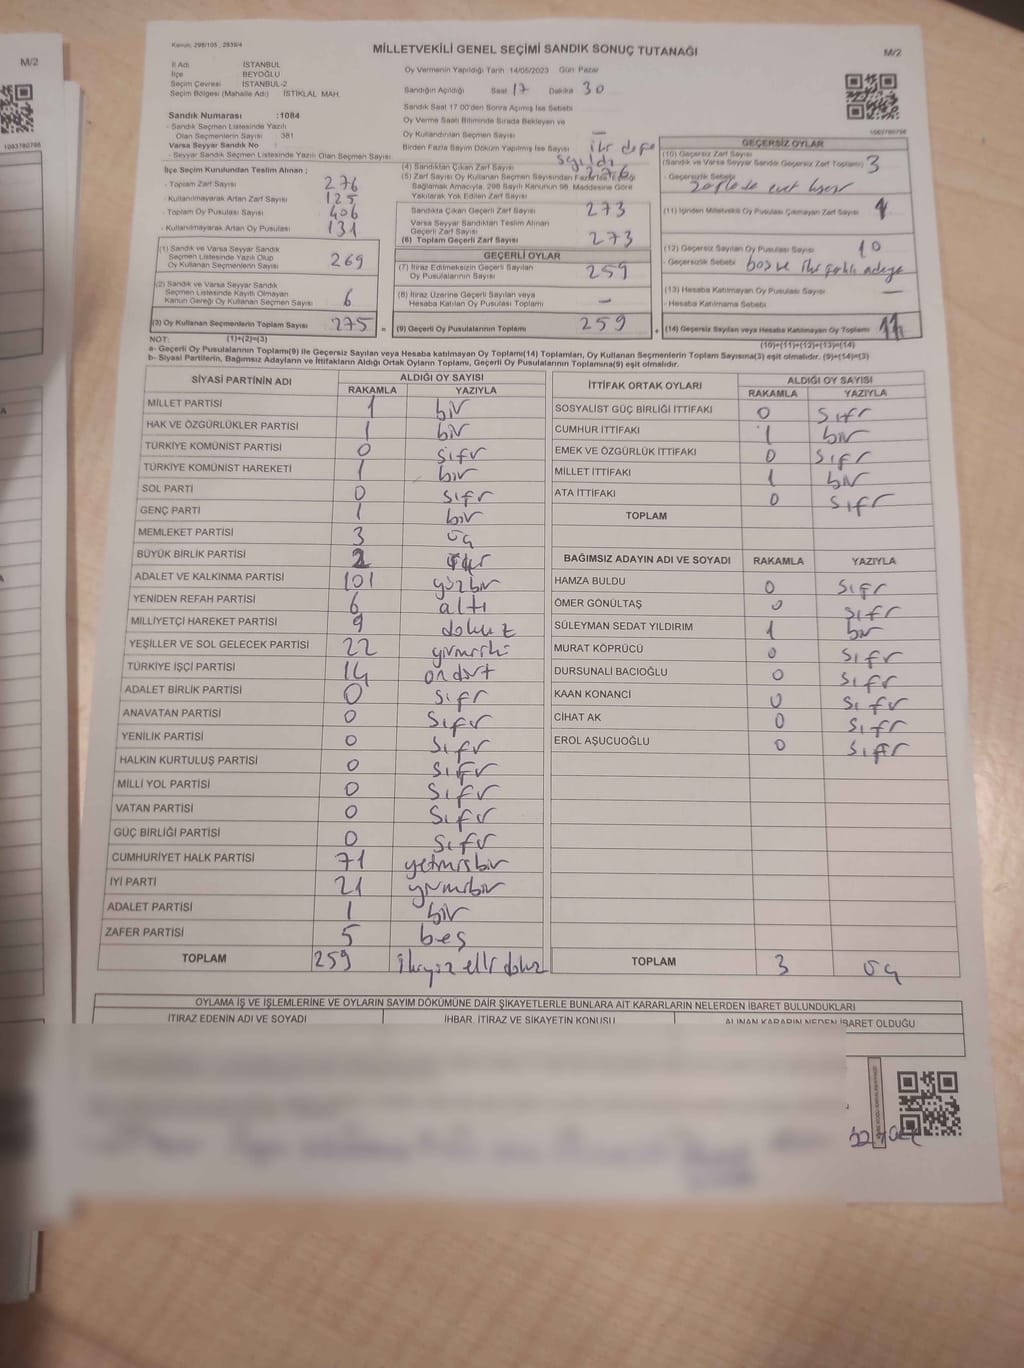 M/2
1083780786
Kanun: 298/105 , 2839/4
MİLLETVEKİLİ GENEL SEÇİMİ SANDIK SONUÇ TUTANAĞI
M/2
İl Adı İSTANBUL
İlçe BEYOĞLU
Seçim Çevresi İSTANBUL-2
Seçim Bölgesi (Mahalle Adı) İSTİKLAL MAH.
Sandık Numarası :1084
- Sandık Seçmen Listesinde Yazılı
Olan Seçmenlerin Sayısı : 381
Varsa Seyyar Sandık No :
- Seyyar Sandık Seçmen Listesinde Yazılı Olan Seçmen Sayısı
Oy Vermenin Yapıldığı Tarih :14/05/2023 Gün: Pazar
Sandığın Açıldığı Saat 17 Dakika 30
Sandık Saat 17:00'den Sonra Açılmış İse Sebebi
Oy Verme Saati Bitiminde Sırada Bekleyen ve
Oy Kullandırılan Seçmen Sayısı —
Birden Fazla Sayım Döküm Yapılmış İse Sayısı iki defa
sayıldı
1083780786
İlçe Seçim Kurulundan Teslim Alınan ;
- Toplam Zarf Sayısı 276
- Kullanılmayarak Artan Zarf Sayısı 125
- Toplam Oy Pusulası Sayısı 406
- Kullanılmayarak Artan Oy Pusulası 131
(1) Sandık ve Varsa Seyyar Sandık
Seçmen Listesinde Yazılı Olup
Oy Kullanan Seçmenlerin Sayısı 269
(2) Sandık ve Varsa Seyyar Sandık
Seçmen Listesinde Kayıtlı Olmayan
Kanun Gereği Oy Kullanan Seçmen Sayısı 6
(3) Oy Kullanan Seçmenlerin Toplam Sayısı 275 =
(4) Sandıktan Çıkan Zarf Sayısı 276
(5) Zarf Sayısı Oy Kullanan Seçmen Sayısından Fazla İse Eşitliği
Bağlamak Amacıyla, 298 Sayılı Kanunun 98. Maddesine Göre
Yakılarak Yok Edilen Zarf Sayısı
Sandıkta Çıkan Geçerli Zarf Sayısı 273
Varsa Seyyar Sandıktan Teslim Alınan
Geçerli Zarf Sayısı
(6) Toplam Geçerli Zarf Sayısı 273
GEÇERLİ OYLAR
(7) İtiraz Edilmeksizin Geçerli Sayılan
Oy Pusulalarının Sayısı 259
(8) İtiraz Üzerine Geçerli Sayılan veya
Hesaba Katılan Oy Pusulası Toplamı —
(9) Geçerli Oy Pusulalarının Toplamı 259 +
GEÇERSİZ OYLAR
(10) Geçersiz Zarf Sayısı
(Sandık ve Varsa Seyyar Sandık Geçersiz Zarf Toplamı) 3
- Geçersizlik Sebebi
(11) İçinden Milletvekili Oy Pusulası Çıkmayan Zarf Sayısı 1
(12) Geçersiz Sayılan Oy Pusulası Sayısı 10
- Geçersizlik Sebebi boş ve iki farklı adaya
(13) Hesaba Katılmayan Oy Pusulası Sayısı —
- Hesaba Katılmama Sebebi
(14) Geçersiz Sayılan veya Hesaba Katılmayan Oy Toplamı 11
NOT: (1)+(2)=(3) (10)+(11)+(12)+(13)=(14)
a- Geçerli Oy Pusulalarının Toplamı(9) ile Geçersiz Sayılan veya Hesaba katılmayan Oy Toplamı(14) Toplamları, Oy Kullanan Seçmenlerin Toplam Sayısına(3) eşit olmalıdır. (9)+(14)=(3)
b- Siyasi Partilerin, Bağımsız Adayların ve İttifakların Aldığı Ortak Oyların Toplamı, Geçerli Oy Pusulalarının Toplamına(9) eşit olmalıdır.
SİYASİ PARTİNİN ADI ALDIĞI OY SAYISI
RAKAMLA YAZIYLA
MİLLET PARTİSİ 1 bir
HAK VE ÖZGÜRLÜKLER PARTİSİ 1 bir
TÜRKİYE KOMÜNİST PARTİSİ 0 sıfır
TÜRKİYE KOMÜNİST HAREKETİ 1 bir
SOL PARTİ 0 sıfır
GENÇ PARTİ 1 bir
MEMLEKET PARTİSİ 3 üç
BÜYÜK BİRLİK PARTİSİ 2
ADALET VE KALKINMA PARTİSİ 101 yüzbir
YENİDEN REFAH PARTİSİ 6 altı
MİLLİYETÇİ HAREKET PARTİSİ 9 dokuz
YEŞİLLER VE SOL GELECEK PARTİSİ 22 yirmiiki
TÜRKİYE İŞÇİ PARTİSİ 14 ondört
ADALET BİRLİK PARTİSİ 0 sıfır
ANAVATAN PARTİSİ 0 sıfır
YENİLİK PARTİSİ 0 sıfır
HALKIN KURTULUŞ PARTİSİ 0 sıfır
MİLLİ YOL PARTİSİ 0 sıfır
VATAN PARTİSİ 0 sıfır
GÜÇ BİRLİĞİ PARTİSİ 0 sıfır
CUMHURİYET HALK PARTİSİ 71 yetmişbir
İYİ PARTİ 21 yirmibir
ADALET PARTİSİ 1 bir
ZAFER PARTİSİ 5 beş
TOPLAM 259 ikiyüz elli dokuz
İTTİFAK ORTAK OYLARI ALDIĞI OY SAYISI
RAKAMLA YAZIYLA
SOSYALİST GÜÇ BİRLİĞİ İTTİFAKI 0 sıfır
CUMHUR İTTİFAKI 1 bir
EMEK VE ÖZGÜRLÜK İTTİFAKI 0 sıfır
MİLLET İTTİFAKI 1 bir
ATA İTTİFAKI 0 sıfır
TOPLAM
BAĞIMSIZ ADAYIN ADI VE SOYADI RAKAMLA YAZIYLA
HAMZA BULDU 0 sıfır
ÖMER GÖNÜLTAŞ 0 sıfır
SÜLEYMAN SEDAT YILDIRIM 1 bir
MURAT KÖPRÜCÜ 0 sıfır
DURSUNALİ BACIOĞLU 0 sıfır
KAAN KONANCİ 0 sıfır
CİHAT AK 0 sıfır
EROL AŞUCUOĞLU 0 sıfır
TOPLAM 3 üç
OYLAMA İŞ VE İŞLEMLERİNE VE OYLARIN SAYIM DÖKÜMÜNE DAİR ŞİKAYETLERLE BUNLARA AİT KARARLARIN NELERDEN İBARET BULUNDUKLARI
İTİRAZ EDENİN ADI VE SOYADI İHBAR, İTİRAZ VE ŞİKAYETİN KONUSU ALINAN KARARIN NEDEN İBARET OLDUĞU